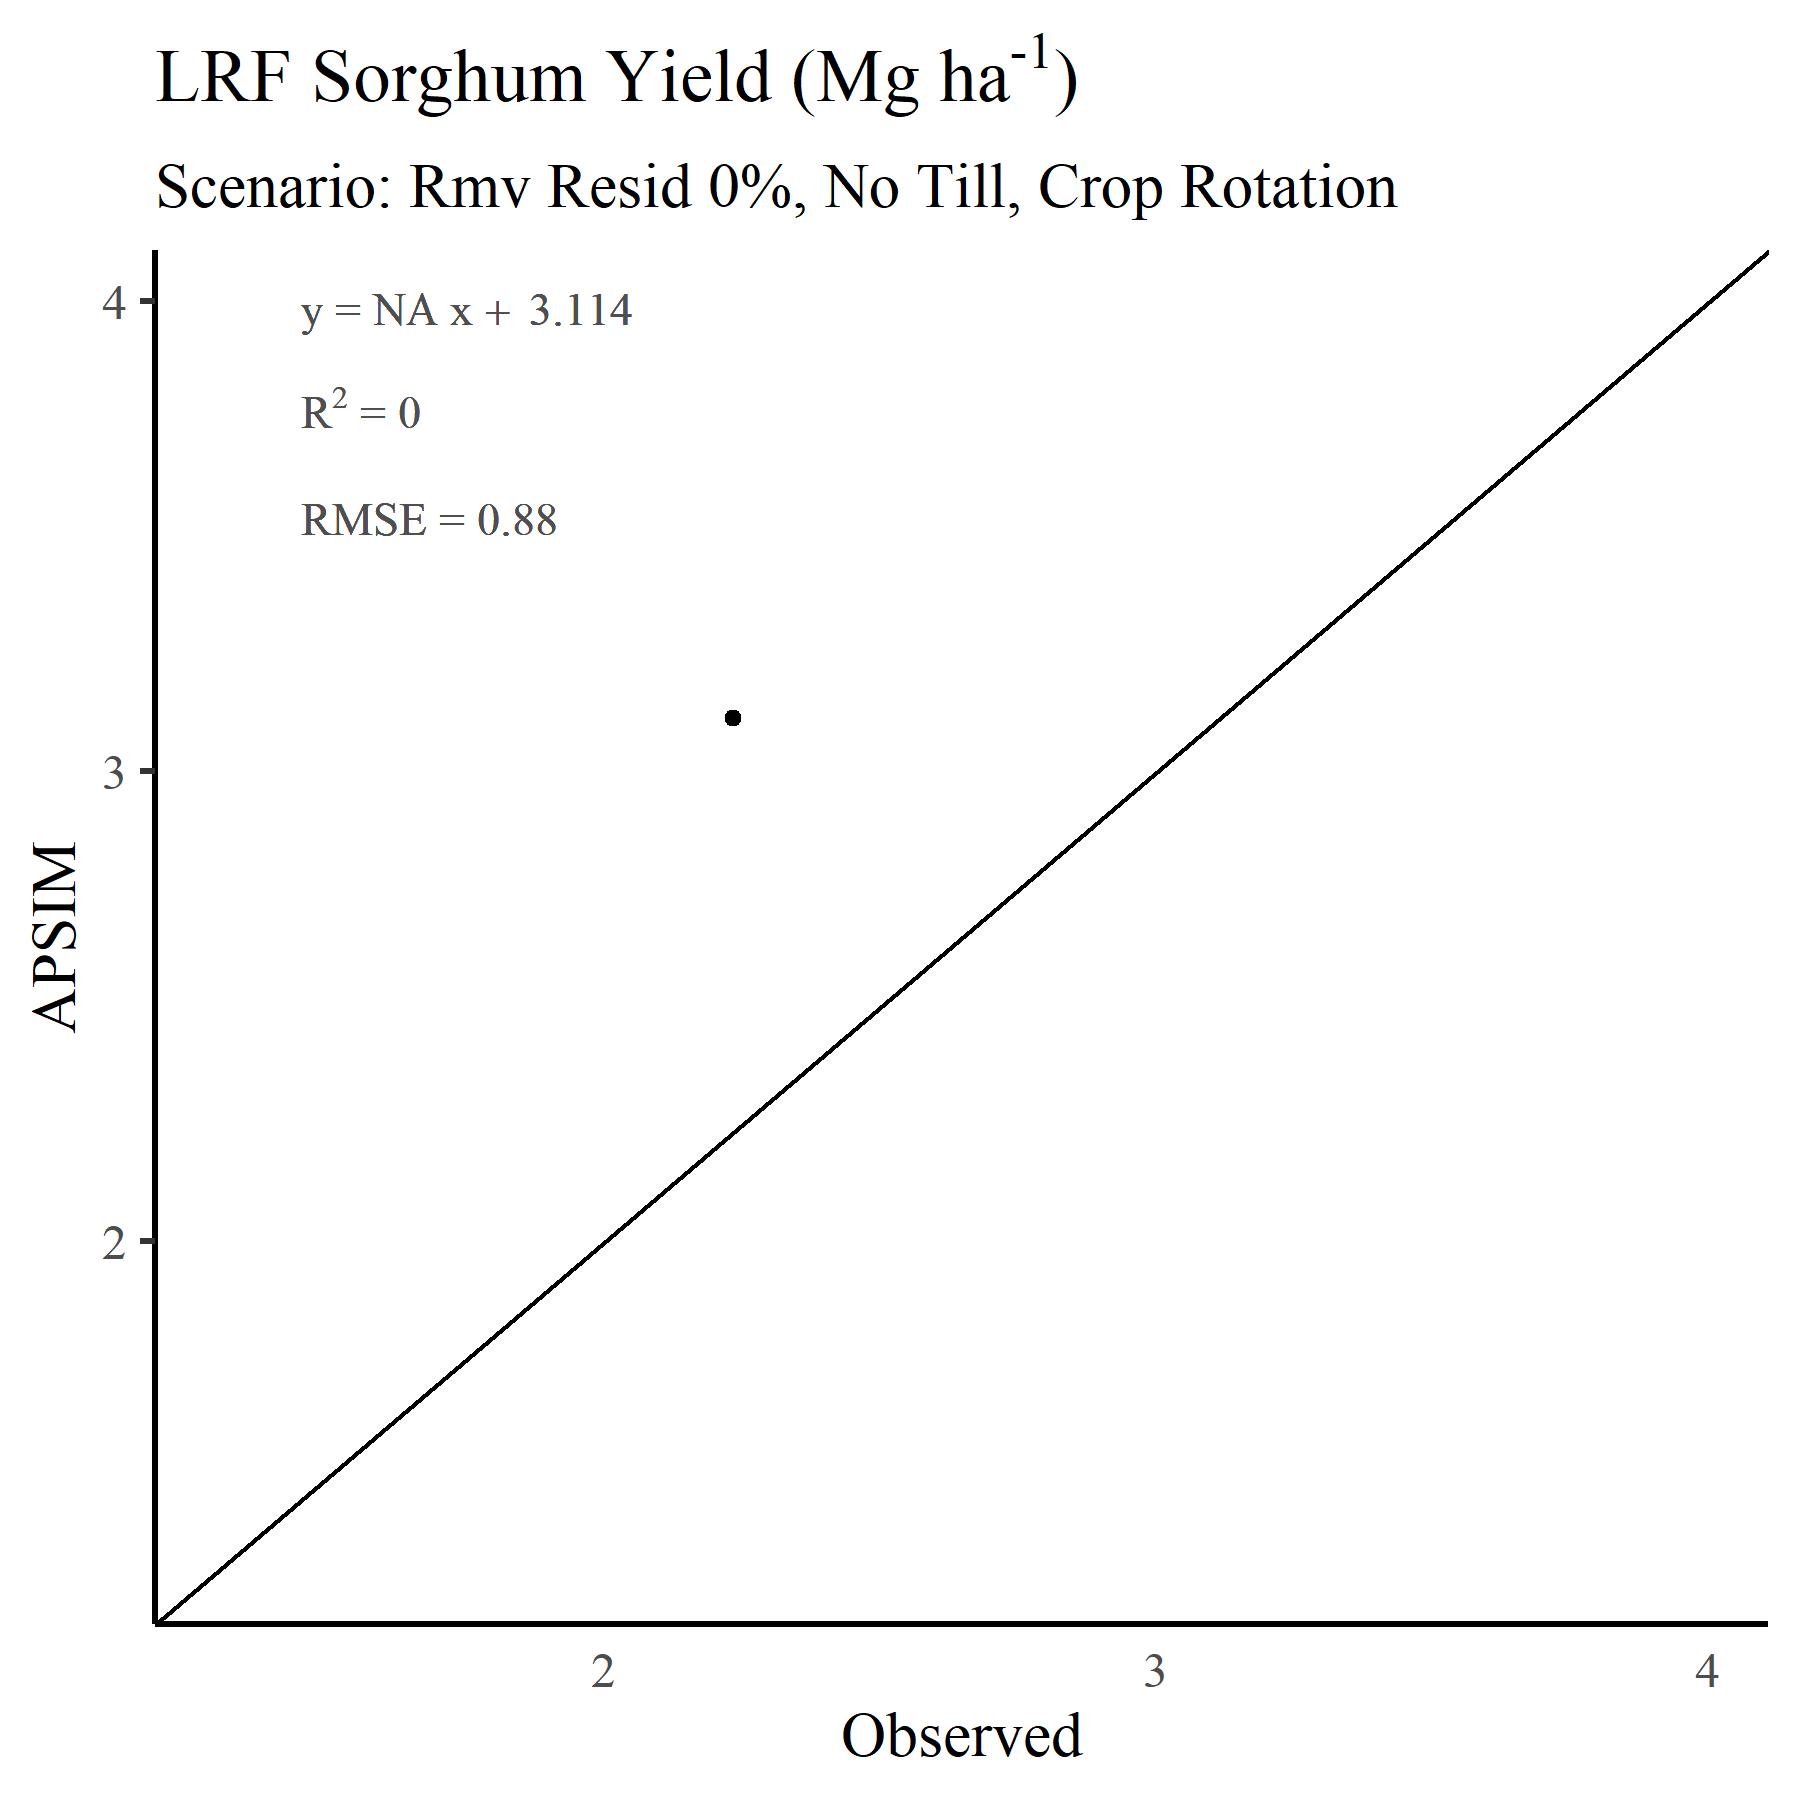 LRF Sorghum Yield (Mg ha⁻¹)
Scenario: Rmv Resid 0%, No Till, Crop Rotation
y = NA x + 3.114
R² = 0
RMSE = 0.88
4
3
2
APSIM
2 3 4
Observed